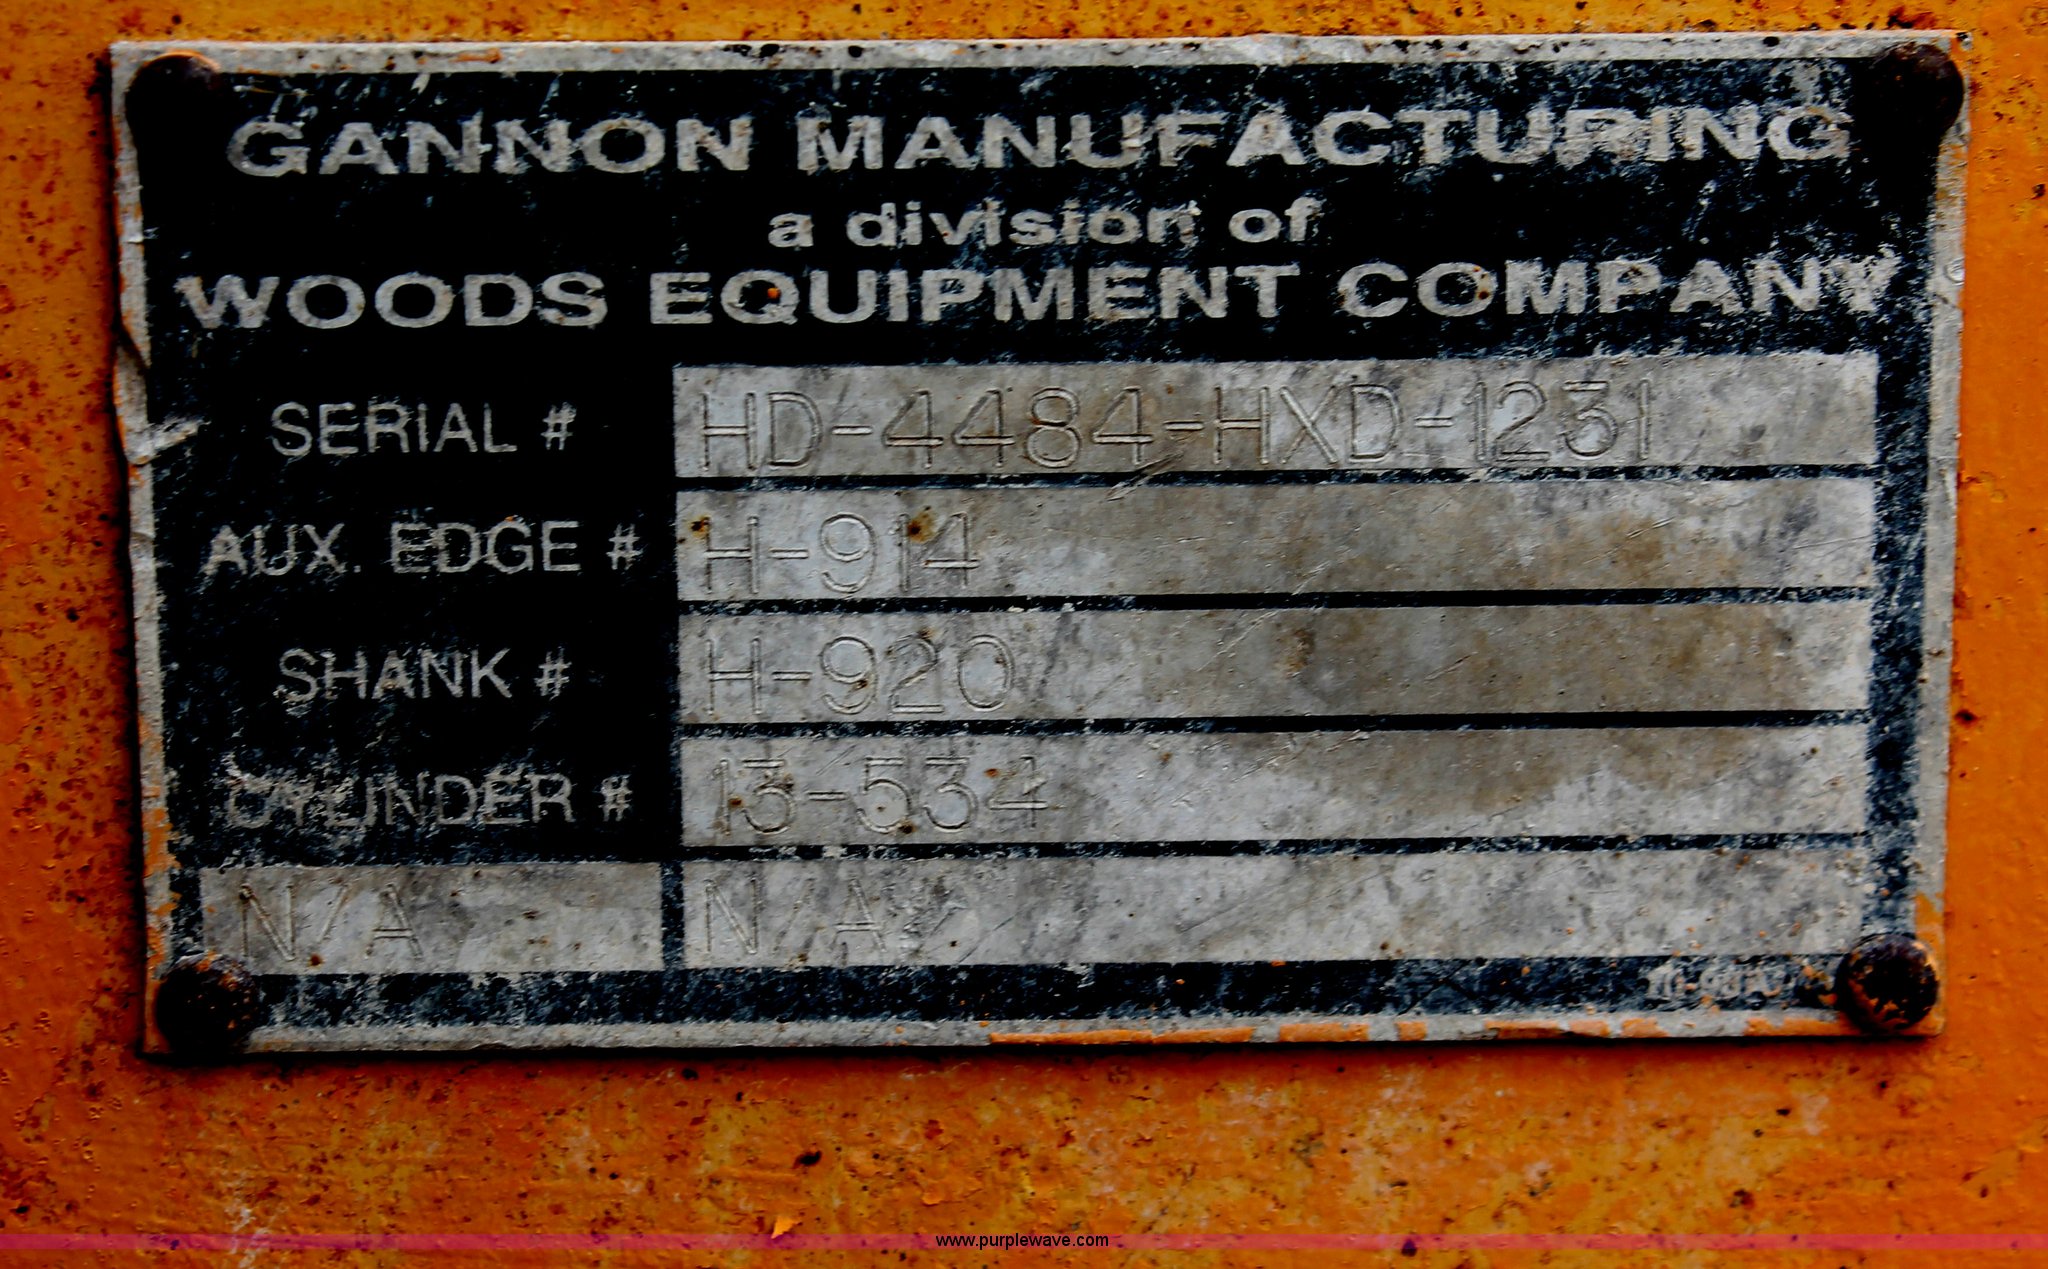 GANNON MANUFACTURING
a division of
WOODS EQUIPMENT COMPANY
SERIAL # HD-4484-HXD-1231
AUX. EDGE # H-914
SHANK # H-920
CYLINDER # 13-534
N/A N/A
www.purplewave.com